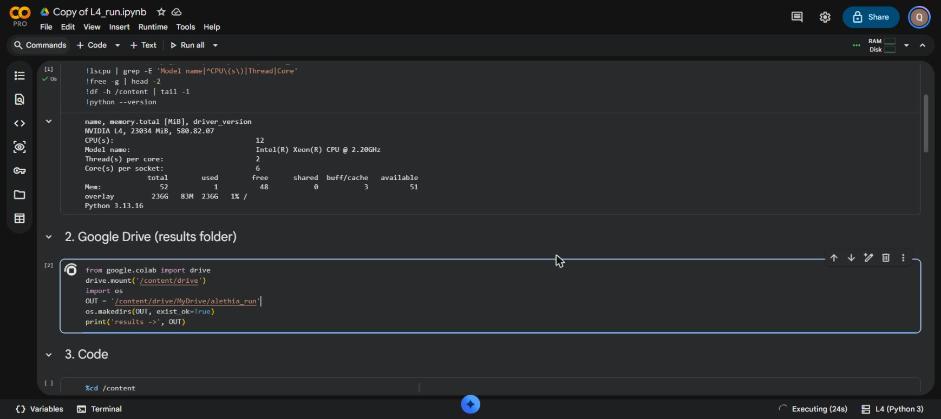 Copy of L4_run.ipynb
PRO
File Edit View Insert Runtime Tools Help
Share
Q
Commands + Code + Text Run all
RAM
Disk
[1]
0s
!lscpu | grep -E 'Model name|^CPU\(s\)|Thread|Core'
!free -g | head -2
!df -h /content | tail -1
!python --version
name, memory.total [MiB], driver_version
NVIDIA L4, 23034 MiB, 580.82.07
CPU(s): 12
Model name: Intel(R) Xeon(R) CPU @ 2.20GHz
Thread(s) per core: 2
Core(s) per socket: 6
total used free shared buff/cache available
Mem: 52 1 48 0 3 51
overlay 236G 83M 236G 1% /
Python 3.13.16
2. Google Drive (results folder)
[2]
from google.colab import drive
drive.mount('/content/drive')
import os
OUT = '/content/drive/MyDrive/alethia_run'
os.makedirs(OUT, exist_ok=True)
print('results ->', OUT)
3. Code
[ ]
%cd /content
Variables Terminal
Executing (24s) L4 (Python 3)